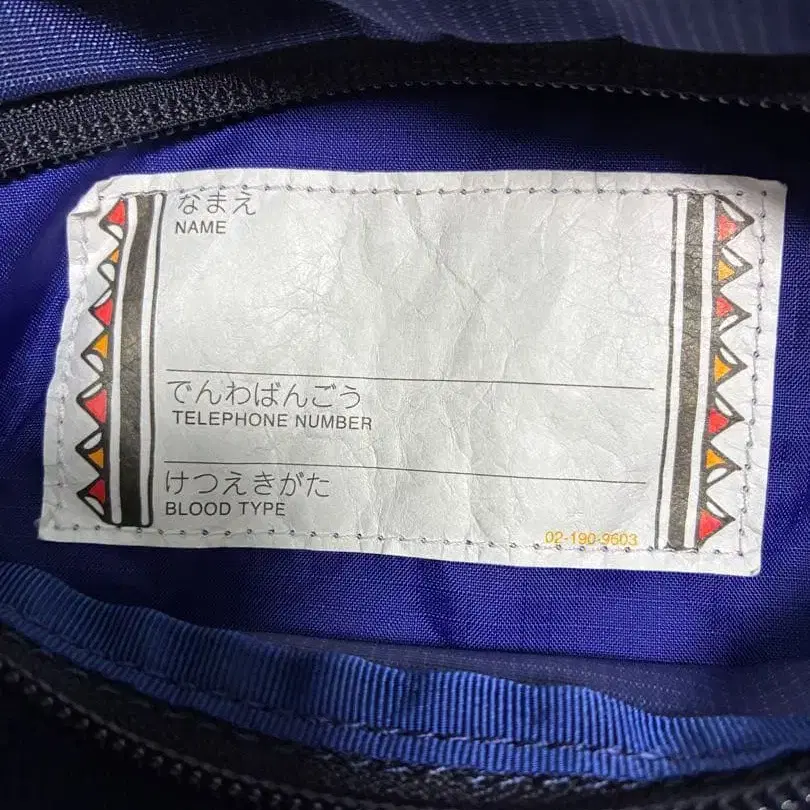 なまえ
NAME
でんわばんごう
TELEPHONE NUMBER
けつえきがた
BLOOD TYPE
02-190-9603